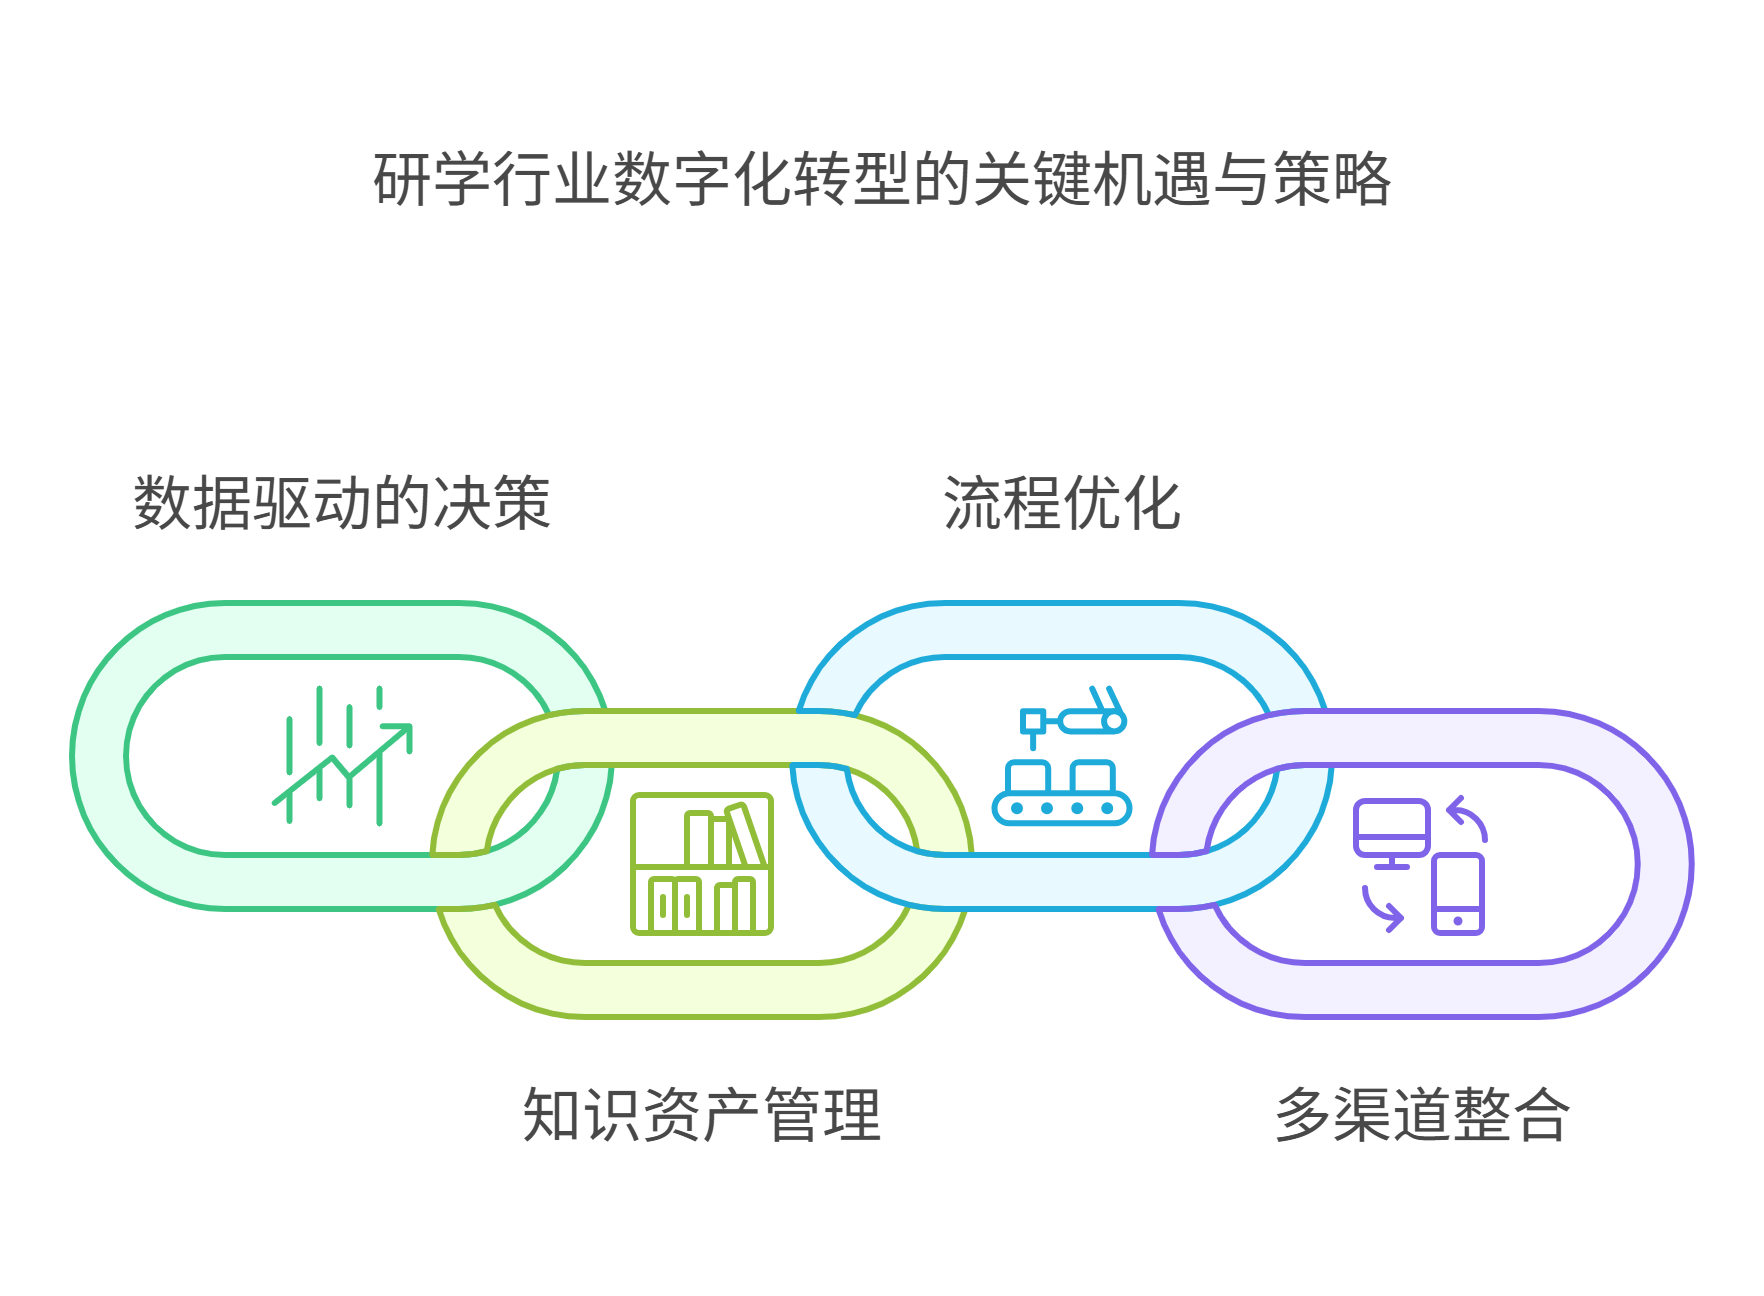 研学行业数字化转型的关键机遇与策略
数据驱动的决策
流程优化
知识资产管理
多渠道整合